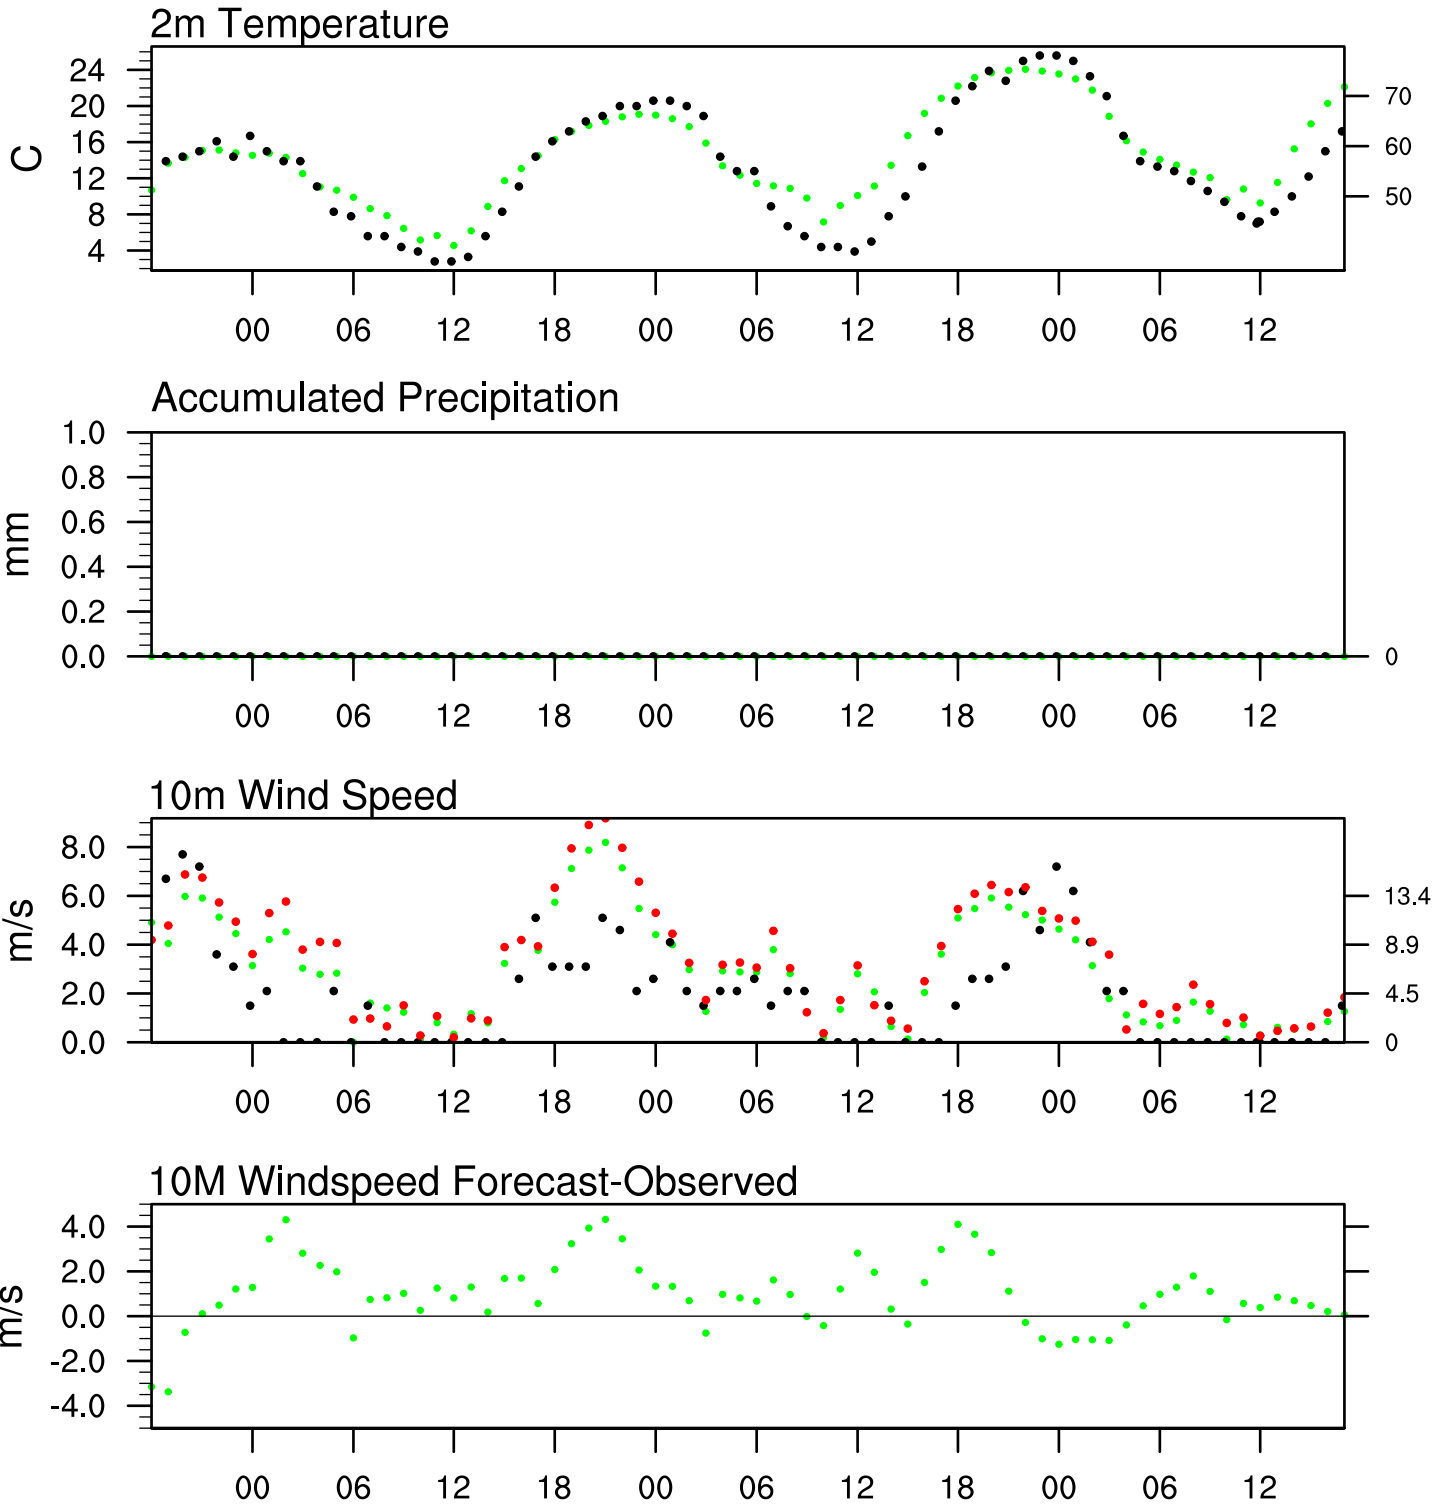 2m Temperature
24
20
16
12
8
4
C
70
60
50
00 06 12 18 00 06 12 18 00 06 12
Accumulated Precipitation
1.0
0.8
0.6
0.4
0.2
0.0
mm
0
00 06 12 18 00 06 12 18 00 06 12
10m Wind Speed
8.0
6.0
4.0
2.0
0.0
m/s
13.4
8.9
4.5
0
00 06 12 18 00 06 12 18 00 06 12
10M Windspeed Forecast-Observed
4.0
2.0
0.0
-2.0
-4.0
m/s
00 06 12 18 00 06 12 18 00 06 12